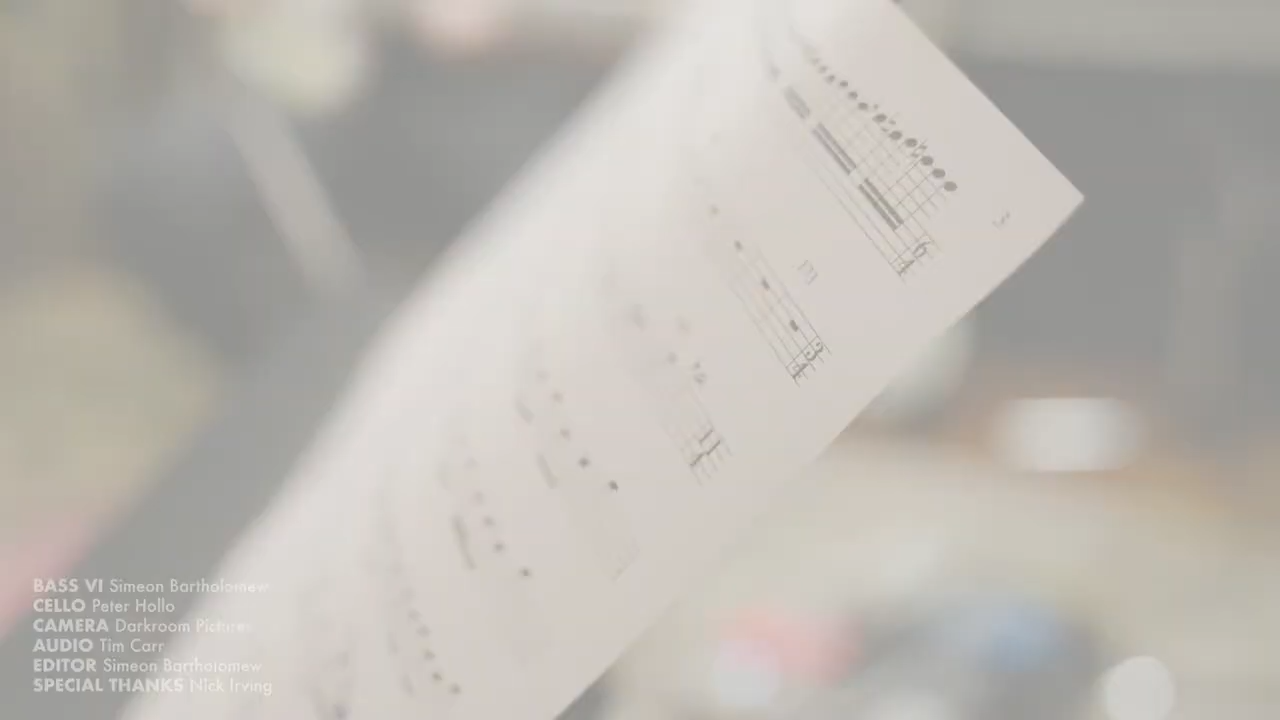 BASS VI Simeon Bartholomew
CELLO Peter Hollo
CAMERA Darkroom Pictures
AUDIO Tim Carr
EDITOR Simeon Bartholomew
SPECIAL THANKS Nick Irving